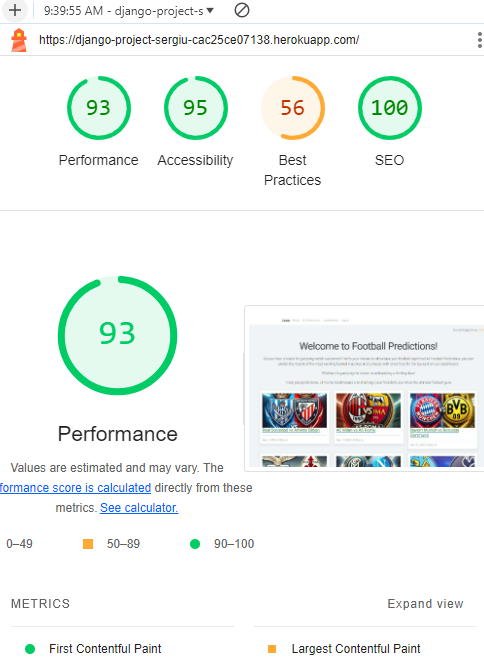 9:39:55 AM - django-project-s
https://django-project-sergiu-cac25ce07138.herokuapp.com/
93
95
56
100
Performance
Accessibility
Best
Practices
SEO
93
Welcome to Football Predictions!
Performance
Values are estimated and may vary. The
formance score is calculated directly from these
metrics. See calculator.
0–49
50–89
90–100
METRICS
Expand view
First Contentful Paint
Largest Contentful Paint